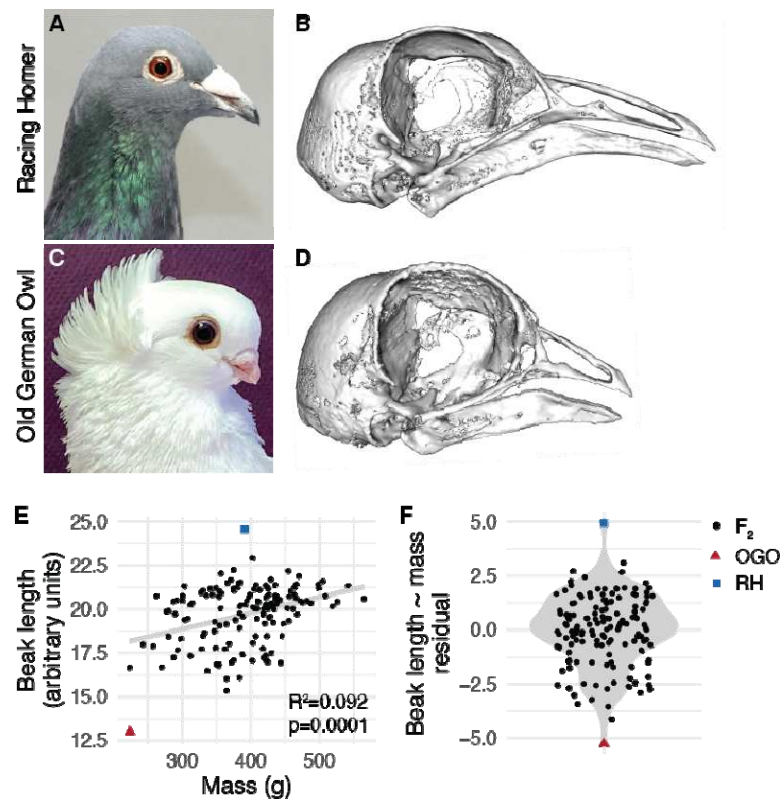 A
B
Racing Homer
C
D
Old German Owl
E
25.0
22.5
20.0
17.5
15.0
12.5
Beak length
(arbitrary units)
R²=0.092
p=0.0001
300
400
500
Mass (g)
F
5.0
2.5
0.0
−2.5
−5.0
Beak length ~ mass
residual
F₂
OGO
RH